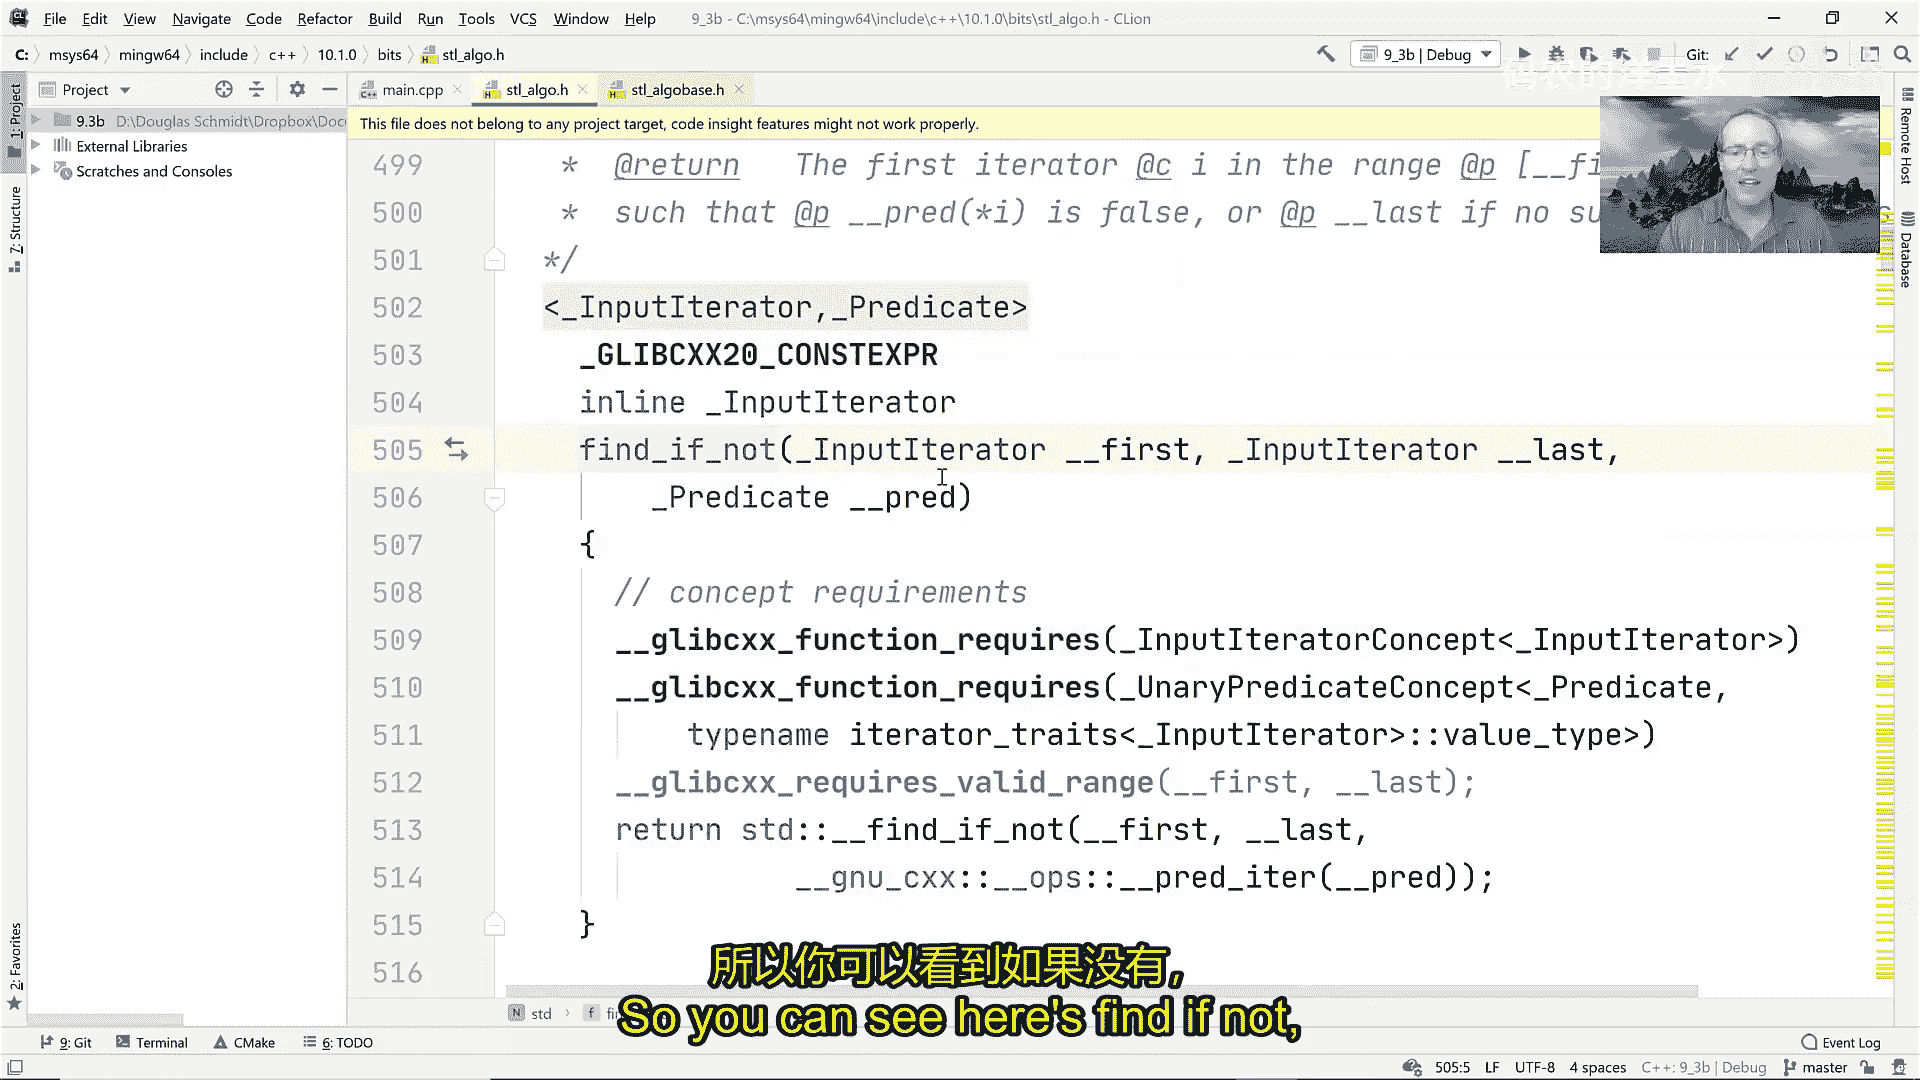 File Edit View Navigate Code Refactor Build Run Tools VCS Window Help 9_3b - C:\msys64\mingw64\include\c++\10.1.0\bits\stl_algo.h - CLion
C: msys64 mingw64 include c++ 10.1.0 bits stl_algo.h 9_3b | Debug Git:
码农的洋墨水
1: Project
Project
main.cpp stl_algo.h stl_algobase.h
9.3b D:\Douglas Schmidt\Dropbox\Doc
External Libraries
Scratches and Consoles
This file does not belong to any project target, code insight features might not work properly.
499 * @return The first iterator @c i in the range @p [__fi
500 * such that @p __pred(*i) is false, or @p __last if no su
501 */
502 <_InputIterator,_Predicate>
503 _GLIBCXX20_CONSTEXPR
504 inline _InputIterator
505 find_if_not(_InputIterator __first, _InputIterator __last,
506 _Predicate __pred)
507 {
508 // concept requirements
509 __glibcxx_function_requires(_InputIteratorConcept<_InputIterator>)
510 __glibcxx_function_requires(_UnaryPredicateConcept<_Predicate,
511 typename iterator_traits<_InputIterator>::value_type>)
512 __glibcxx_requires_valid_range(__first, __last);
513 return std::__find_if_not(__first, __last,
514 __gnu_cxx::__ops::__pred_iter(__pred));
515 }
516
7: Structure
2: Favorites
Remote Host
Database
所以你可以看到如果没有，
So you can see here's find if not,
N std f
9: Git Terminal CMake 6: TODO Event Log
505:5 LF UTF-8 4 spaces C++: 9_3b | Debug master